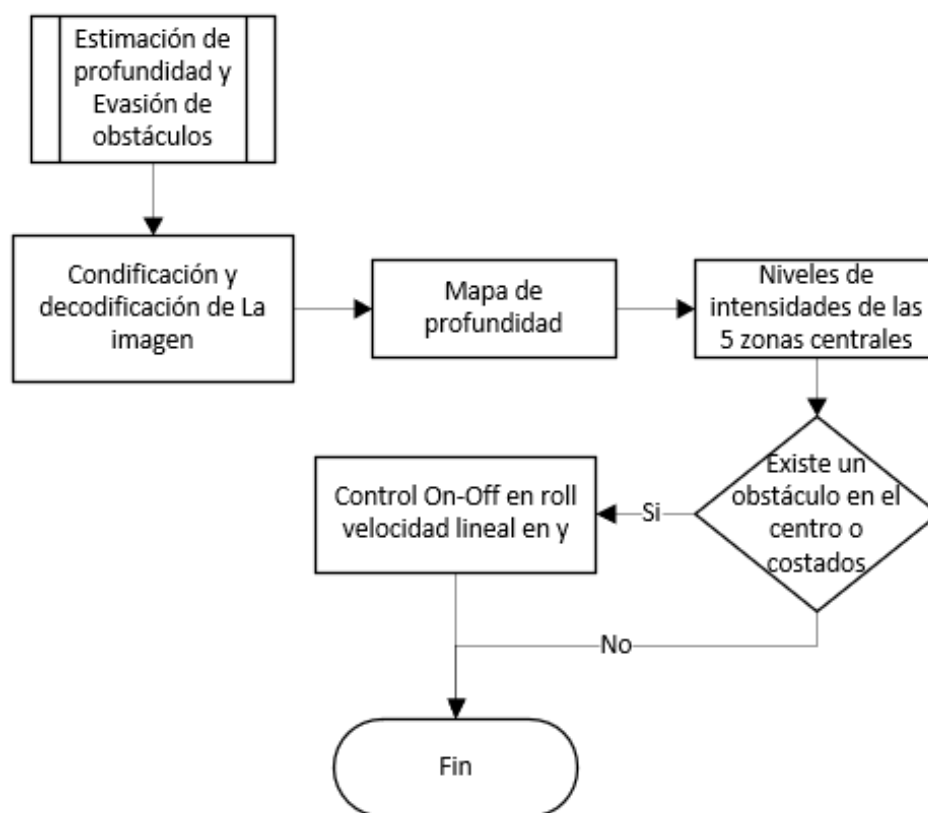 Estimación de
profundidad y
Evasión de
obstáculos
Condificación y
decodificación de La
imagen
Mapa de
profundidad
Niveles de
intensidades de las
5 zonas centrales
Existe un
obstáculo en el
centro o
costados
Si
Control On-Off en roll
velocidad lineal en y
No
Fin